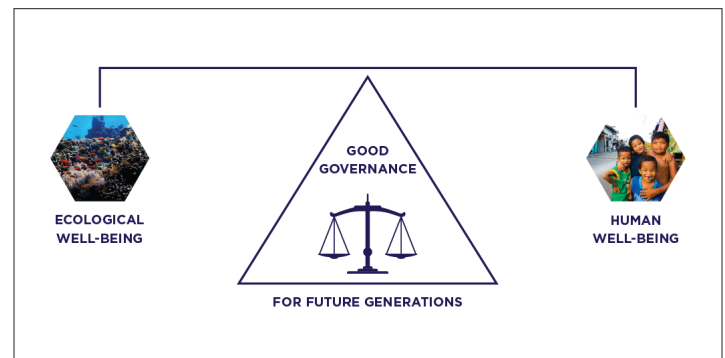 GOOD
GOVERNANCE
ECOLOGICAL
WELL-BEING
HUMAN
WELL-BEING
FOR FUTURE GENERATIONS